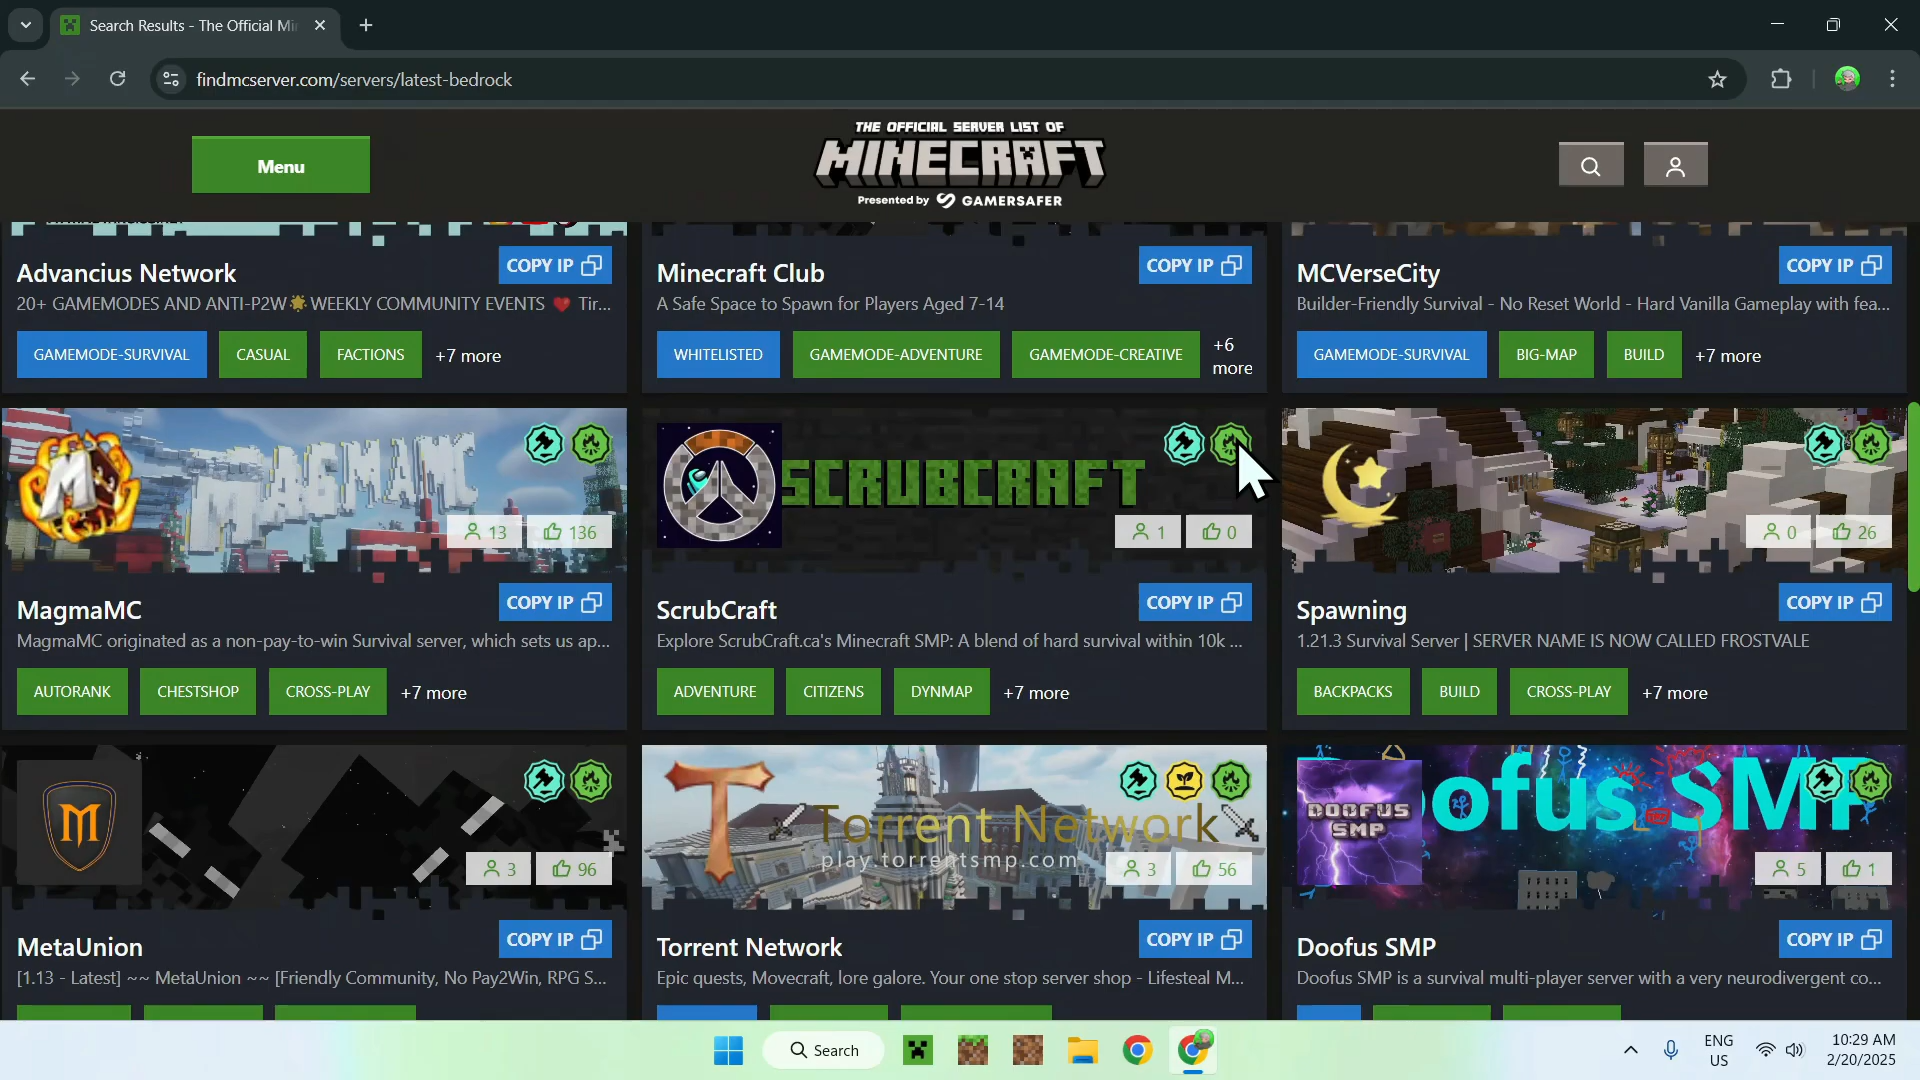 Search Results - The Official Mi
findmcserver.com/servers/latest-bedrock
Menu
THE OFFICIAL SERVER LIST OF
MINECRAFT
Presented by GAMERSAFER
Advancius Network
COPY IP
20+ GAMEMODES AND ANTI-P2W🌟WEEKLY COMMUNITY EVENTS ❤️ Tir...
GAMEMODE-SURVIVAL
CASUAL
FACTIONS
+7 more
Minecraft Club
COPY IP
A Safe Space to Spawn for Players Aged 7-14
WHITELISTED
GAMEMODE-ADVENTURE
GAMEMODE-CREATIVE
+6
more
MCVerseCity
COPY IP
Builder-Friendly Survival - No Reset World - Hard Vanilla Gameplay with fea...
GAMEMODE-SURVIVAL
BIG-MAP
BUILD
+7 more
M
MAGMAMC
13
136
MagmaMC
COPY IP
MagmaMC originated as a non-pay-to-win Survival server, which sets us ap...
AUTORANK
CHESTSHOP
CROSS-PLAY
+7 more
SCRUBCRAFT
1
0
ScrubCraft
COPY IP
Explore ScrubCraft.ca's Minecraft SMP: A blend of hard survival within 10k ...
ADVENTURE
CITIZENS
DYNMAP
+7 more
0
26
Spawning
COPY IP
1.21.3 Survival Server | SERVER NAME IS NOW CALLED FROSTVALE
BACKPACKS
BUILD
CROSS-PLAY
+7 more
M
3
96
MetaUnion
COPY IP
[1.13 - Latest] ~~ MetaUnion ~~ [Friendly Community, No Pay2Win, RPG S...
T
Torrent Network
play.torrentsmp.com
3
56
Torrent Network
COPY IP
Epic quests, Movecraft, lore galore. Your one stop server shop - Lifesteal M...
DOOFUS
SMP
Doofus SMP
5
1
Doofus SMP
COPY IP
Doofus SMP is a survival multi-player server with a very neurodivergent co...
Search
ENG
US
10:29 AM
2/20/2025